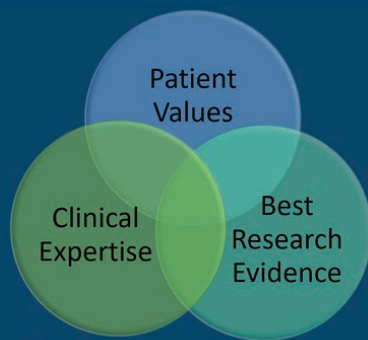 Patient
Values
Clinical
Expertise
Best
Research
Evidence